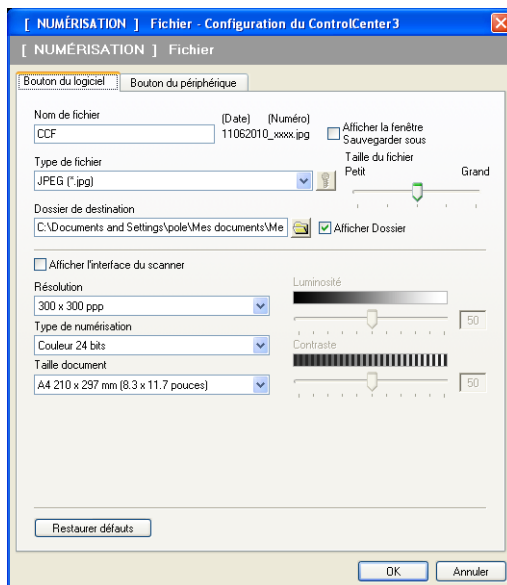 [ NUMÉRISATION ] Fichier - Configuration du ControlCenter3
[ NUMÉRISATION ] Fichier
Bouton du logiciel Bouton du périphérique
Nom de fichier (Date) (Numéro)
CCF 11062010_xxxx.jpg Afficher la fenêtre
Sauvegarder sous
Type de fichier Taille du fichier
JPEG (*.jpg) Petit Grand
Dossier de destination
C:\Documents and Settings\pole\Mes documents\Me Afficher Dossier
Afficher l'interface du scanner
Résolution Luminosité
300 x 300 ppp 50
Type de numérisation
Couleur 24 bits Contraste
Taille document
A4 210 x 297 mm (8.3 x 11.7 pouces) 50
Restaurer défauts
OK Annuler